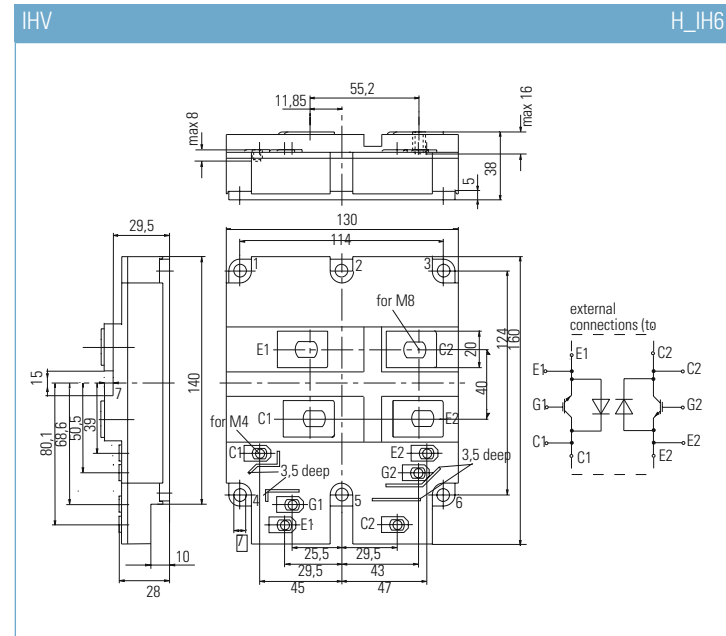 IHV H_IH6
55,2
11,85
max 8
max 16
38
5
29,5
130
114
1 2 3
for M8
external
connections (to
E1 C2
E1 C2
G1 G2
C1 E2
C1 E2
E1 C2
20
124
160
40
15
7
140
C1 E2
for M4
80,1
68,6
50,5
39
C1 E2
3,5 deep
G2
3,5 deep
4 5 6
G1
E1 C2
7
10
28
25,5 29,5
29,5 43
45 47